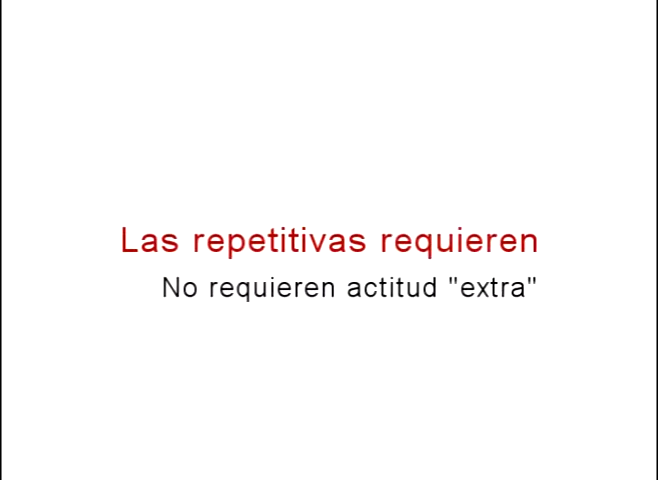 Las repetitivas requieren
No requieren actitud "extra"